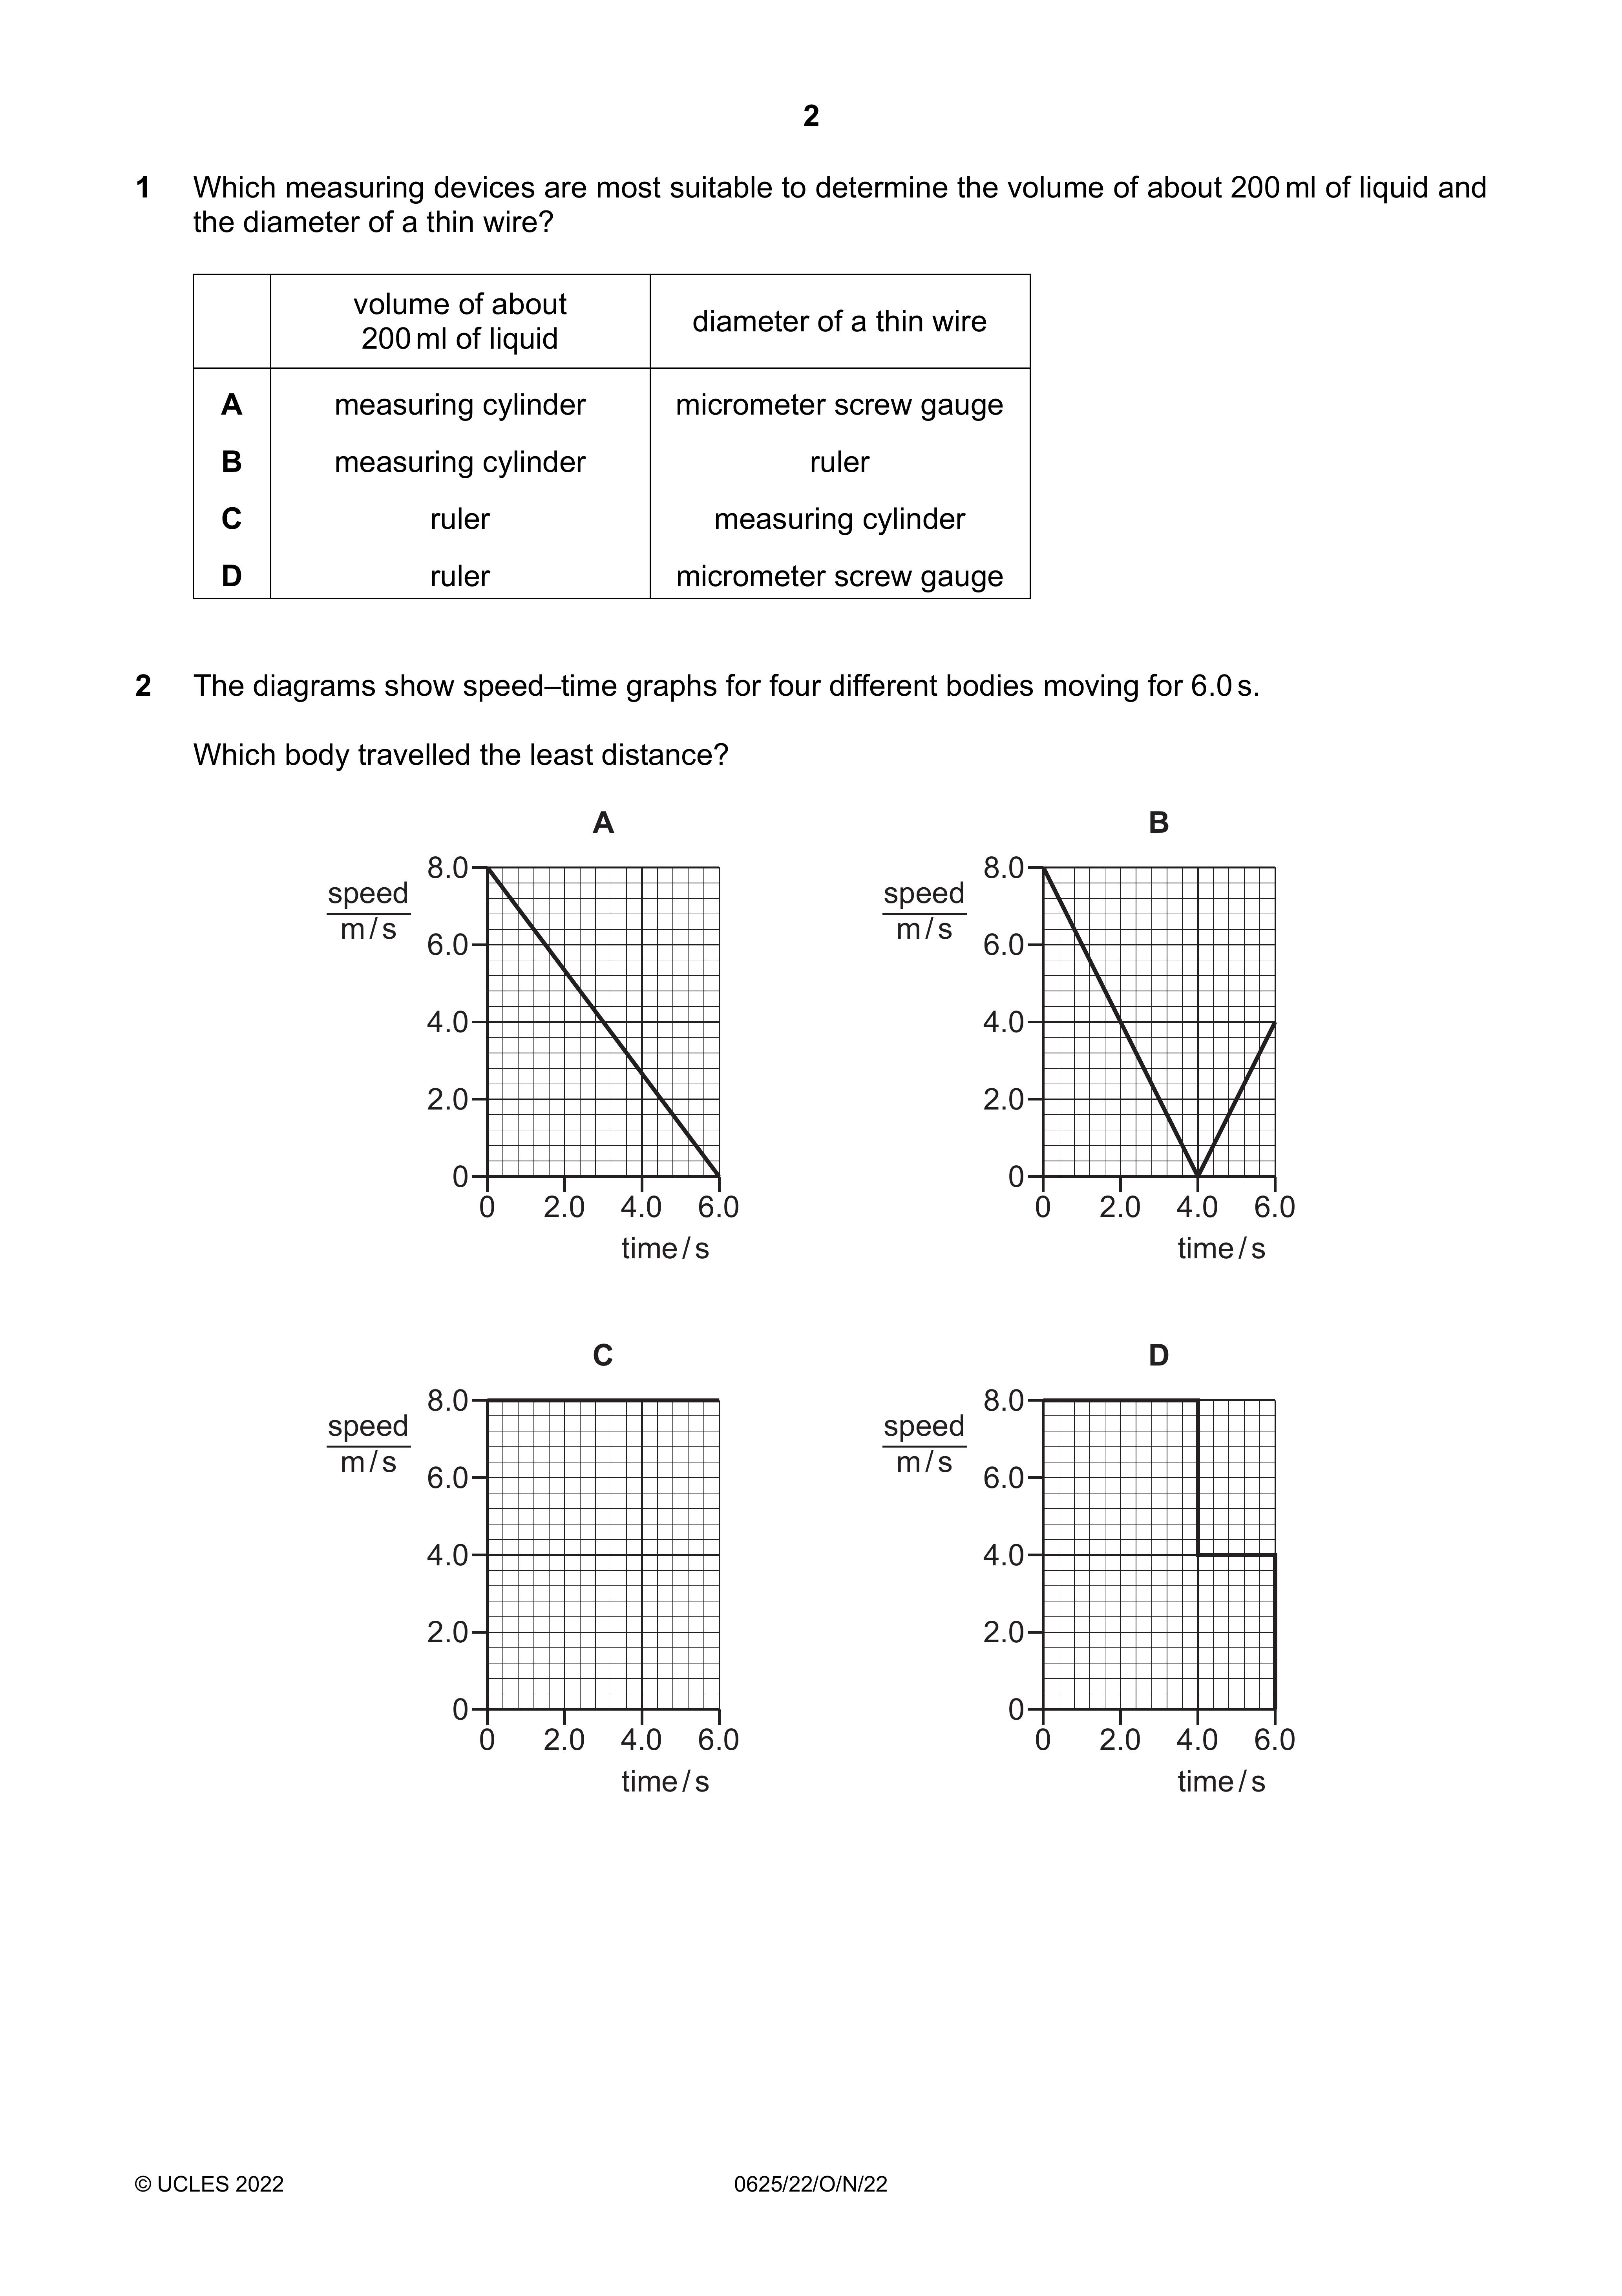 2
1 Which measuring devices are most suitable to determine the volume of about 200 ml of liquid and
the diameter of a thin wire?
volume of about
200 ml of liquid
diameter of a thin wire
A measuring cylinder micrometer screw gauge
B measuring cylinder ruler
C ruler measuring cylinder
D ruler micrometer screw gauge
2 The diagrams show speed–time graphs for four different bodies moving for 6.0 s.
Which body travelled the least distance?
A
speed
m / s
8.0
6.0
4.0
2.0
0
0 2.0 4.0 6.0
time / s
B
speed
m / s
8.0
6.0
4.0
2.0
0
0 2.0 4.0 6.0
time / s
C
speed
m / s
8.0
6.0
4.0
2.0
0
0 2.0 4.0 6.0
time / s
D
speed
m / s
8.0
6.0
4.0
2.0
0
0 2.0 4.0 6.0
time / s
© UCLES 2022 0625/22/O/N/22